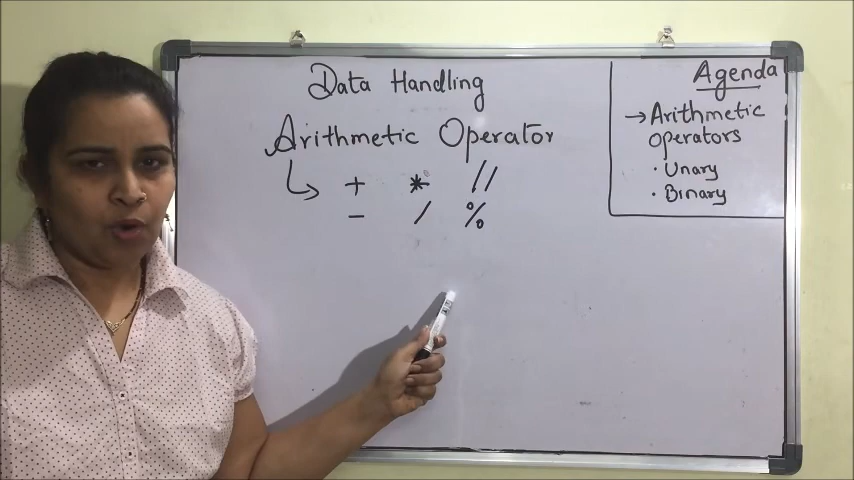 Data Handling
Arithmetic Operator
+ * //
- / %
Agenda
→ Arithmetic
operators
· Unary
· Binary